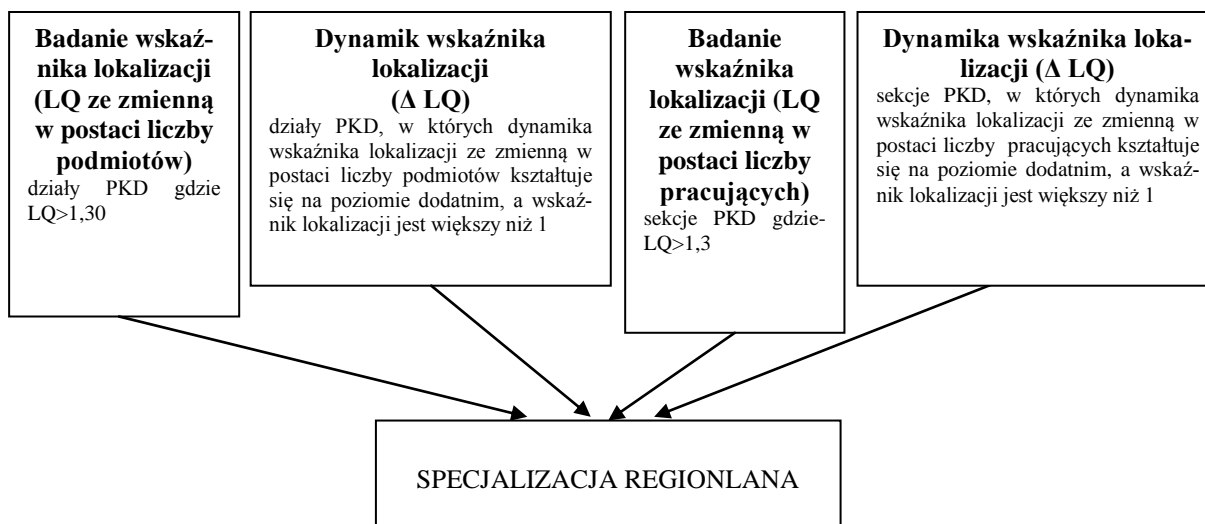 Badanie wskaź-
nika lokalizacji
(LQ ze zmienną
w postaci liczby
podmiotów)
działy PKD gdzie
LQ>1,30
Dynamik wskaźnika
lokalizacji
(Δ LQ)
działy PKD, w których dynamika
wskaźnika lokalizacji ze zmienną w
postaci liczby podmiotów kształtuje
się na poziomie dodatnim, a wskaź-
nik lokalizacji jest większy niż 1
Badanie
wskaźnika
lokalizacji (LQ
ze zmienną w
postaci liczby
pracujących)
sekcje PKD gdzie-
LQ>1,3
Dynamika wskaźnika loka-
lizacji (Δ LQ)
sekcje PKD, w których dynamika
wskaźnika lokalizacji ze zmienną w
postaci liczby pracujących kształtuje
się na poziomie dodatnim, a wskaź-
nik lokalizacji jest większy niż 1
SPECJALIZACJA REGIONLANA